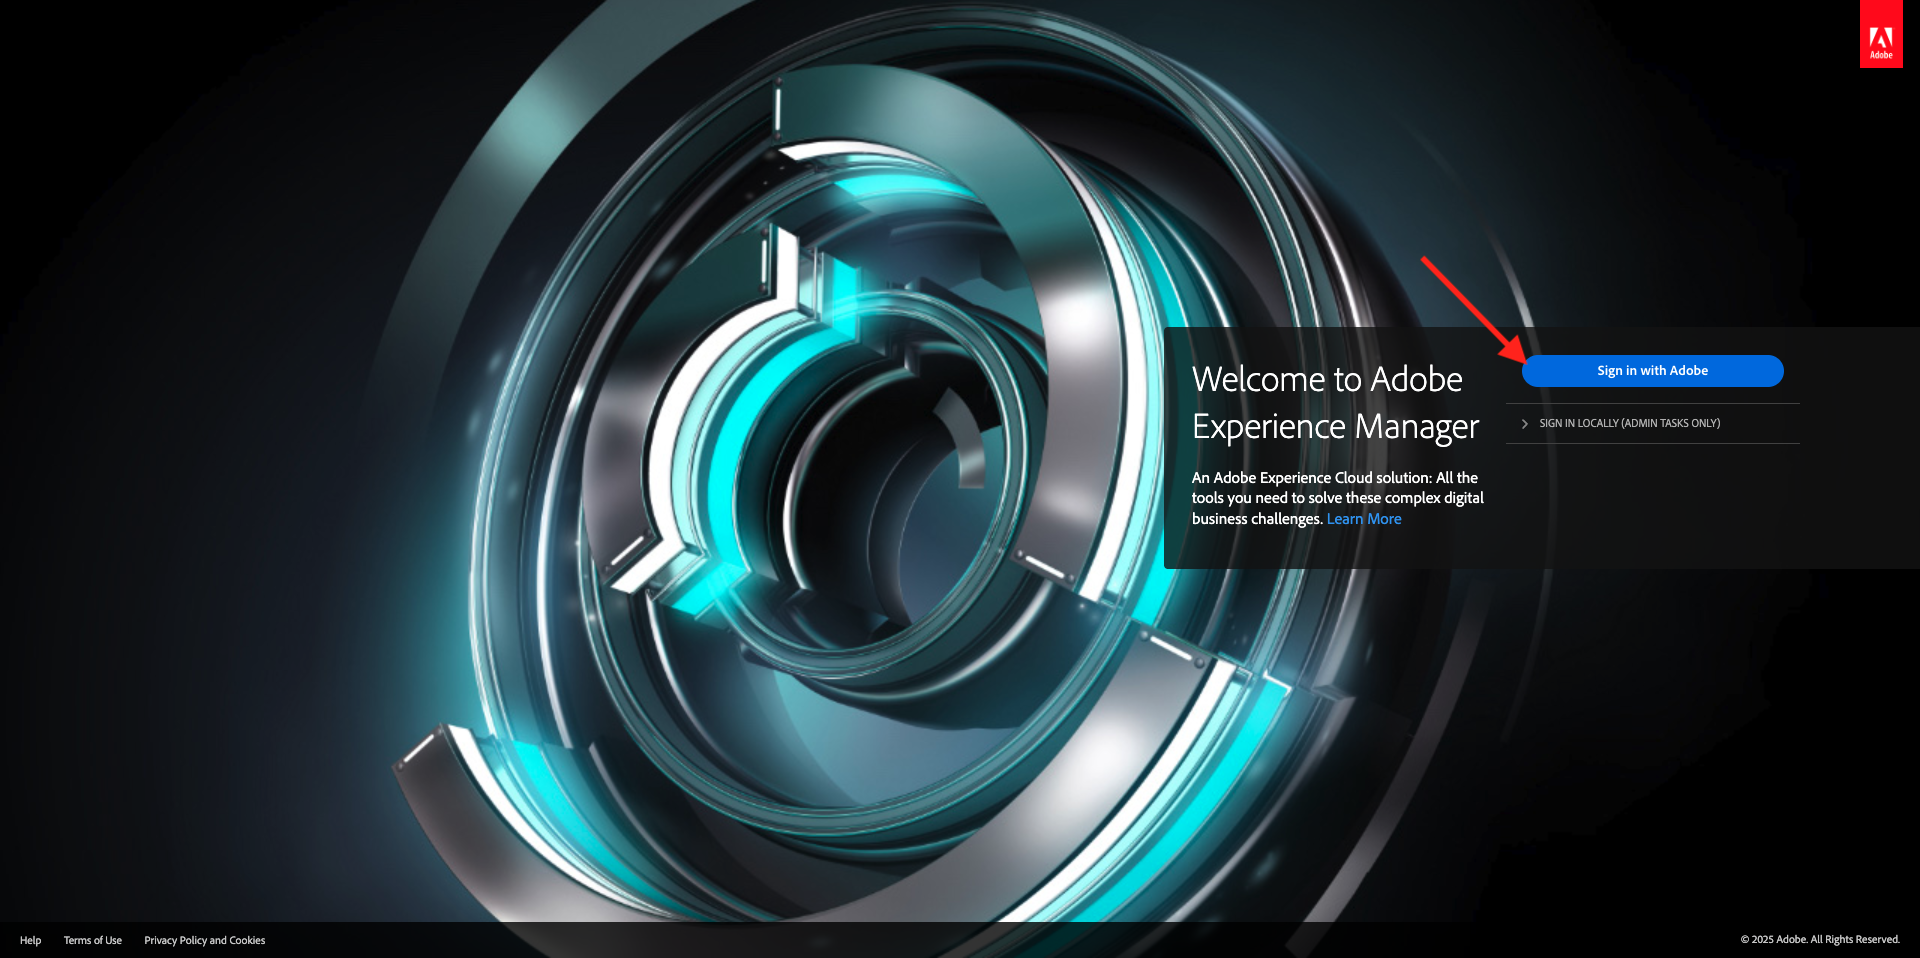 Adobe
Welcome to Adobe
Experience Manager
An Adobe Experience Cloud solution: All the
tools you need to solve these complex digital
business challenges. Learn More
Sign in with Adobe
SIGN IN LOCALLY (ADMIN TASKS ONLY)
Help
Terms of Use
Privacy Policy and Cookies
© 2025 Adobe. All Rights Reserved.